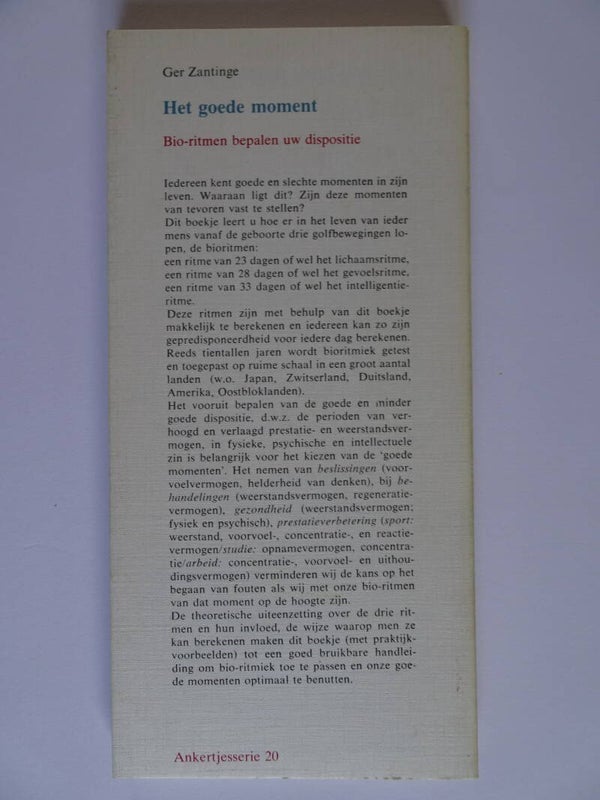 Ger Zantinge
Het goede moment
Bio-ritmen bepalen uw dispositie
Iedereen kent goede en slechte momenten in zijn
leven. Waaraan ligt dit? Zijn deze momenten
van tevoren vast te stellen?
Dit boekje leert u hoe er in het leven van ieder
mens vanaf de geboorte drie golfbewegingen lo-
pen, de bioritmen:
een ritme van 23 dagen of wel het lichaamsritme,
een ritme van 28 dagen of wel het gevoelsritme,
een ritme van 33 dagen of wel het intelligentie-
ritme.
Deze ritmen zijn met behulp van dit boekje
makkelijk te berekenen en iedereen kan zo zijn
gepredisponeerdheid voor iedere dag berekenen.
Reeds tientallen jaren wordt bioritmiek getest
en toegepast op ruime schaal in een groot aantal
landen (w.o. Japan, Zwitserland, Duitsland,
Amerika, Oostbloklanden).
Het vooruit bepalen van de goede en minder
goede dispositie, d.w.z. de perioden van ver-
hoogd en verlaagd prestatie- en weerstandsver-
mogen, in fysieke, psychische en intellectuele
zin is belangrijk voor het kiezen van de 'goede
momenten'. Het nemen van beslissingen (voor-
voelvermogen, helderheid van denken), bij be-
handelingen (weerstandsvermogen, regeneratie-
vermogen), gezondheid (weerstandsvermogen;
fysiek en psychisch), prestatieverbetering (sport:
weerstand, voorvoel-, concentratie-, en reactie-
vermogen/studie: opnamevermogen, concentra-
tie/arbeid: concentratie-, voorvoel- en uithou-
dingsvermogen) verminderen wij de kans op het
begaan van fouten als wij met onze bio-ritmen
van dat moment op de hoogte zijn.
De theoretische uiteenzetting over de drie rit-
men en hun invloed, de wijze waarop men ze
kan berekenen maken dit boekje (met praktijk-
voorbeelden) tot een goed bruikbare handlei-
ding om bio-ritmiek toe te passen en onze goe-
de momenten optimaal te benutten.
Ankertjesserie 20